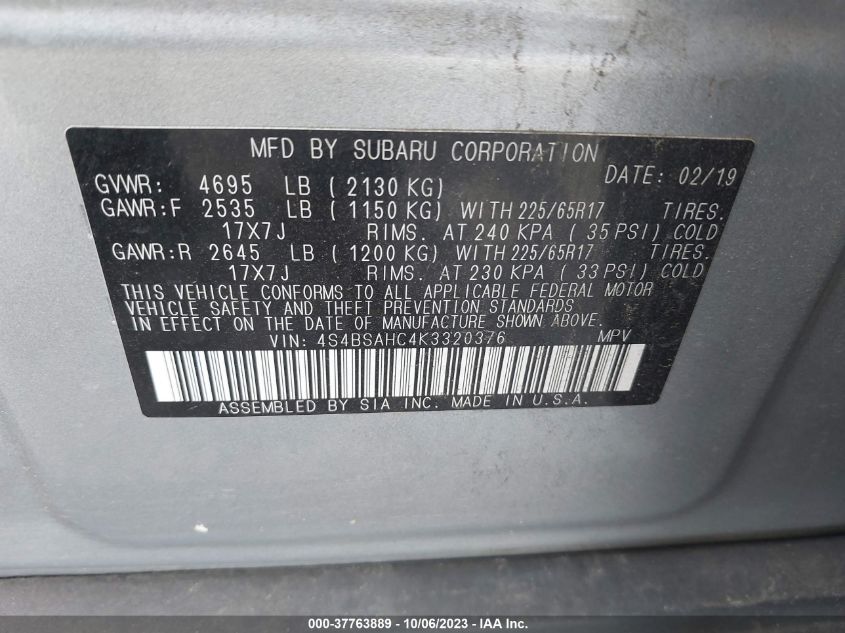 MFD BY SUBARU CORPORATION
DATE: 02/19
GVWR: 4695 LB ( 2130 KG)
GAWR:F 2535 LB ( 1150 KG) WITH 225/65R17 TIRES.
17X7J RIMS. AT 240 KPA ( 35 PSI) COLD
GAWR:R 2645 LB ( 1200 KG) WITH 225/65R17 TIRES.
17X7J RIMS. AT 230 KPA ( 33 PSI) COLD
THIS VEHICLE CONFORMS TO ALL APPLICABLE FEDERAL MOTOR
VEHICLE SAFETY AND THEFT PREVENTION STANDARDS
IN EFFECT ON THE DATE OF MANUFACTURE SHOWN ABOVE.
VIN: 4S4BSAHC4K3320376 MPV
ASSEMBLED BY SIA INC. MADE IN U.S.A.
000-37763889 - 10/06/2023 - IAA Inc.